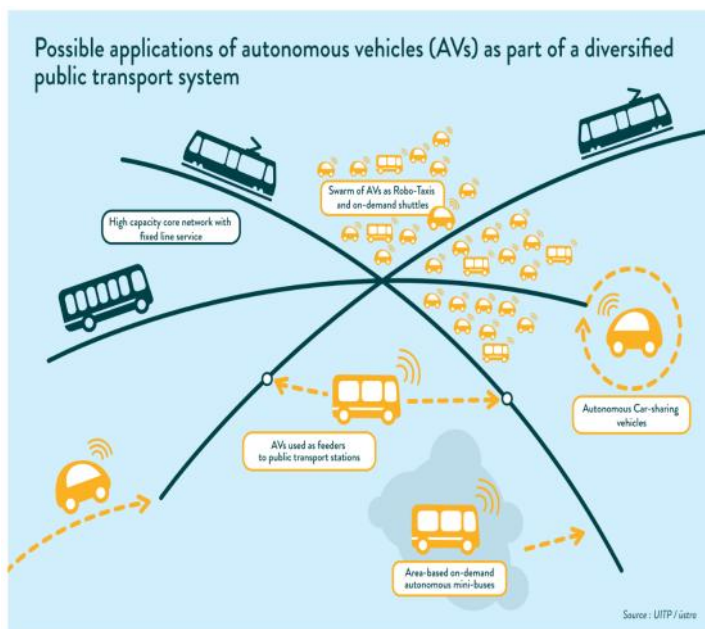 Possible applications of autonomous vehicles (AVs) as part of a diversified
public transport system
Swarm of AVs as Robo-Taxis
and on-demand shuttles
High capacity core network with
fixed line service
Autonomous Car-sharing
vehicles
AVs used as feeders
to public transport stations
Area-based on-demand
autonomous mini-buses
Source : UITP / üstra